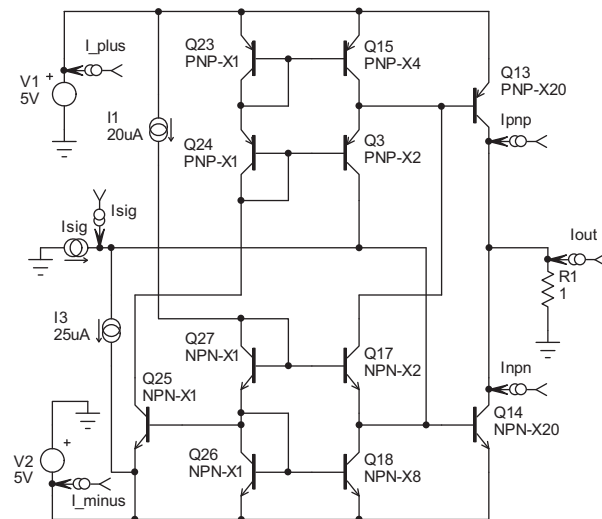 Q23
PNP-X1
Q15
PNP-X4
I_plus
Q13
PNP-X20
V1
+
5V
I1
20uA
Ipnp
Q24
PNP-X1
Q3
PNP-X2
Isig
Isig
Iout
R1
1
I3
25uA
Q27
NPN-X1
Q17
NPN-X2
Q25
NPN-X1
Inpn
Q14
NPN-X20
V2
+
5V
Q26
NPN-X1
Q18
NPN-X8
I_minus